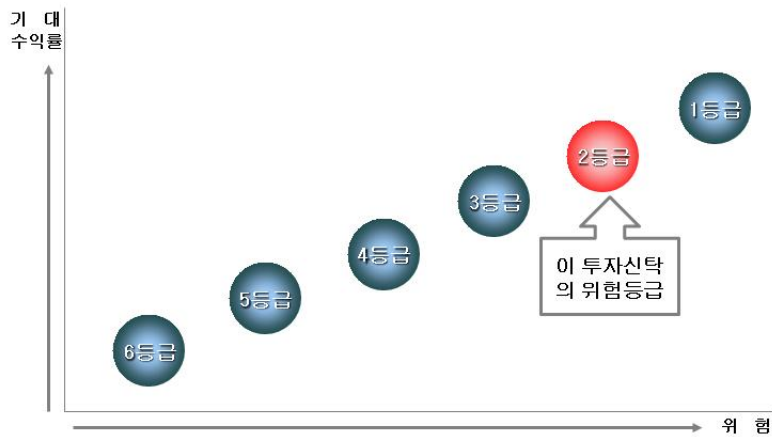 기 대
수익률
1등급
2등급
3등급
4등급
5등급
6등급
이 투자신탁
의 위험등급
위 험